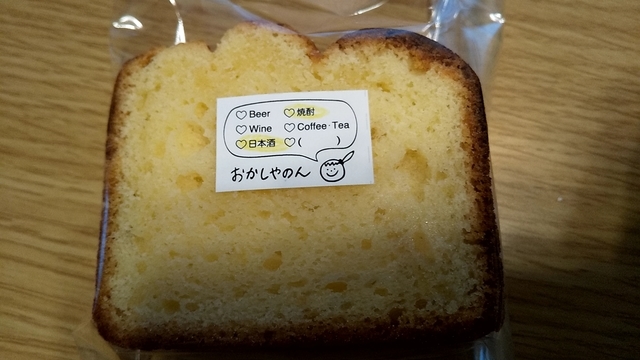 ♡Beer ♡焼酎
♡Wine ♡Coffee·Tea
♡日本酒 ♡( )
おかしやのん